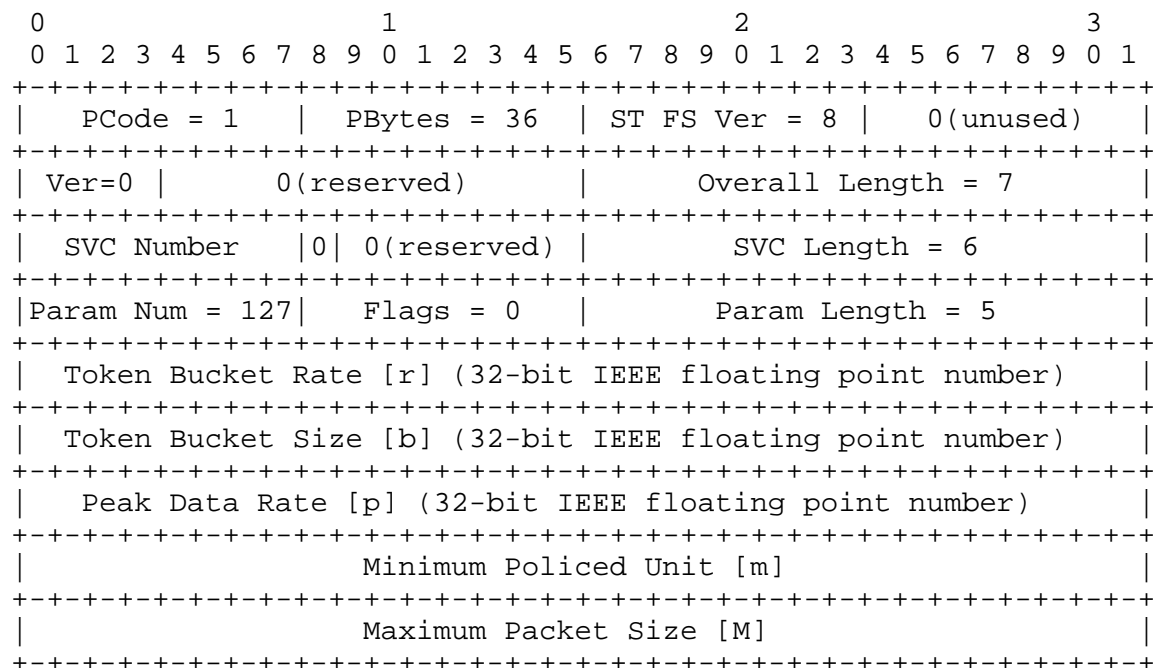 0                   1                   2                   3
 0 1 2 3 4 5 6 7 8 9 0 1 2 3 4 5 6 7 8 9 0 1 2 3 4 5 6 7 8 9 0 1
+-+-+-+-+-+-+-+-+-+-+-+-+-+-+-+-+-+-+-+-+-+-+-+-+-+-+-+-+-+-+-+-+
|   PCode = 1   |  PBytes = 36  | ST FS Ver = 8 |   0(unused)   |
+-+-+-+-+-+-+-+-+-+-+-+-+-+-+-+-+-+-+-+-+-+-+-+-+-+-+-+-+-+-+-+-+
| Ver=0 |      0(reserved)      |      Overall Length = 7       |
+-+-+-+-+-+-+-+-+-+-+-+-+-+-+-+-+-+-+-+-+-+-+-+-+-+-+-+-+-+-+-+-+
|  SVC Number   |0| 0(reserved) |        SVC Length = 6         |
+-+-+-+-+-+-+-+-+-+-+-+-+-+-+-+-+-+-+-+-+-+-+-+-+-+-+-+-+-+-+-+-+
|Param Num = 127|   Flags = 0   |       Param Length = 5        |
+-+-+-+-+-+-+-+-+-+-+-+-+-+-+-+-+-+-+-+-+-+-+-+-+-+-+-+-+-+-+-+-+
|  Token Bucket Rate [r] (32-bit IEEE floating point number)    |
+-+-+-+-+-+-+-+-+-+-+-+-+-+-+-+-+-+-+-+-+-+-+-+-+-+-+-+-+-+-+-+-+
|  Token Bucket Size [b] (32-bit IEEE floating point number)    |
+-+-+-+-+-+-+-+-+-+-+-+-+-+-+-+-+-+-+-+-+-+-+-+-+-+-+-+-+-+-+-+-+
|   Peak Data Rate [p] (32-bit IEEE floating point number)      |
+-+-+-+-+-+-+-+-+-+-+-+-+-+-+-+-+-+-+-+-+-+-+-+-+-+-+-+-+-+-+-+-+
|                   Minimum Policed Unit [m]                    |
+-+-+-+-+-+-+-+-+-+-+-+-+-+-+-+-+-+-+-+-+-+-+-+-+-+-+-+-+-+-+-+-+
|                   Maximum Packet Size [M]                     |
+-+-+-+-+-+-+-+-+-+-+-+-+-+-+-+-+-+-+-+-+-+-+-+-+-+-+-+-+-+-+-+-+